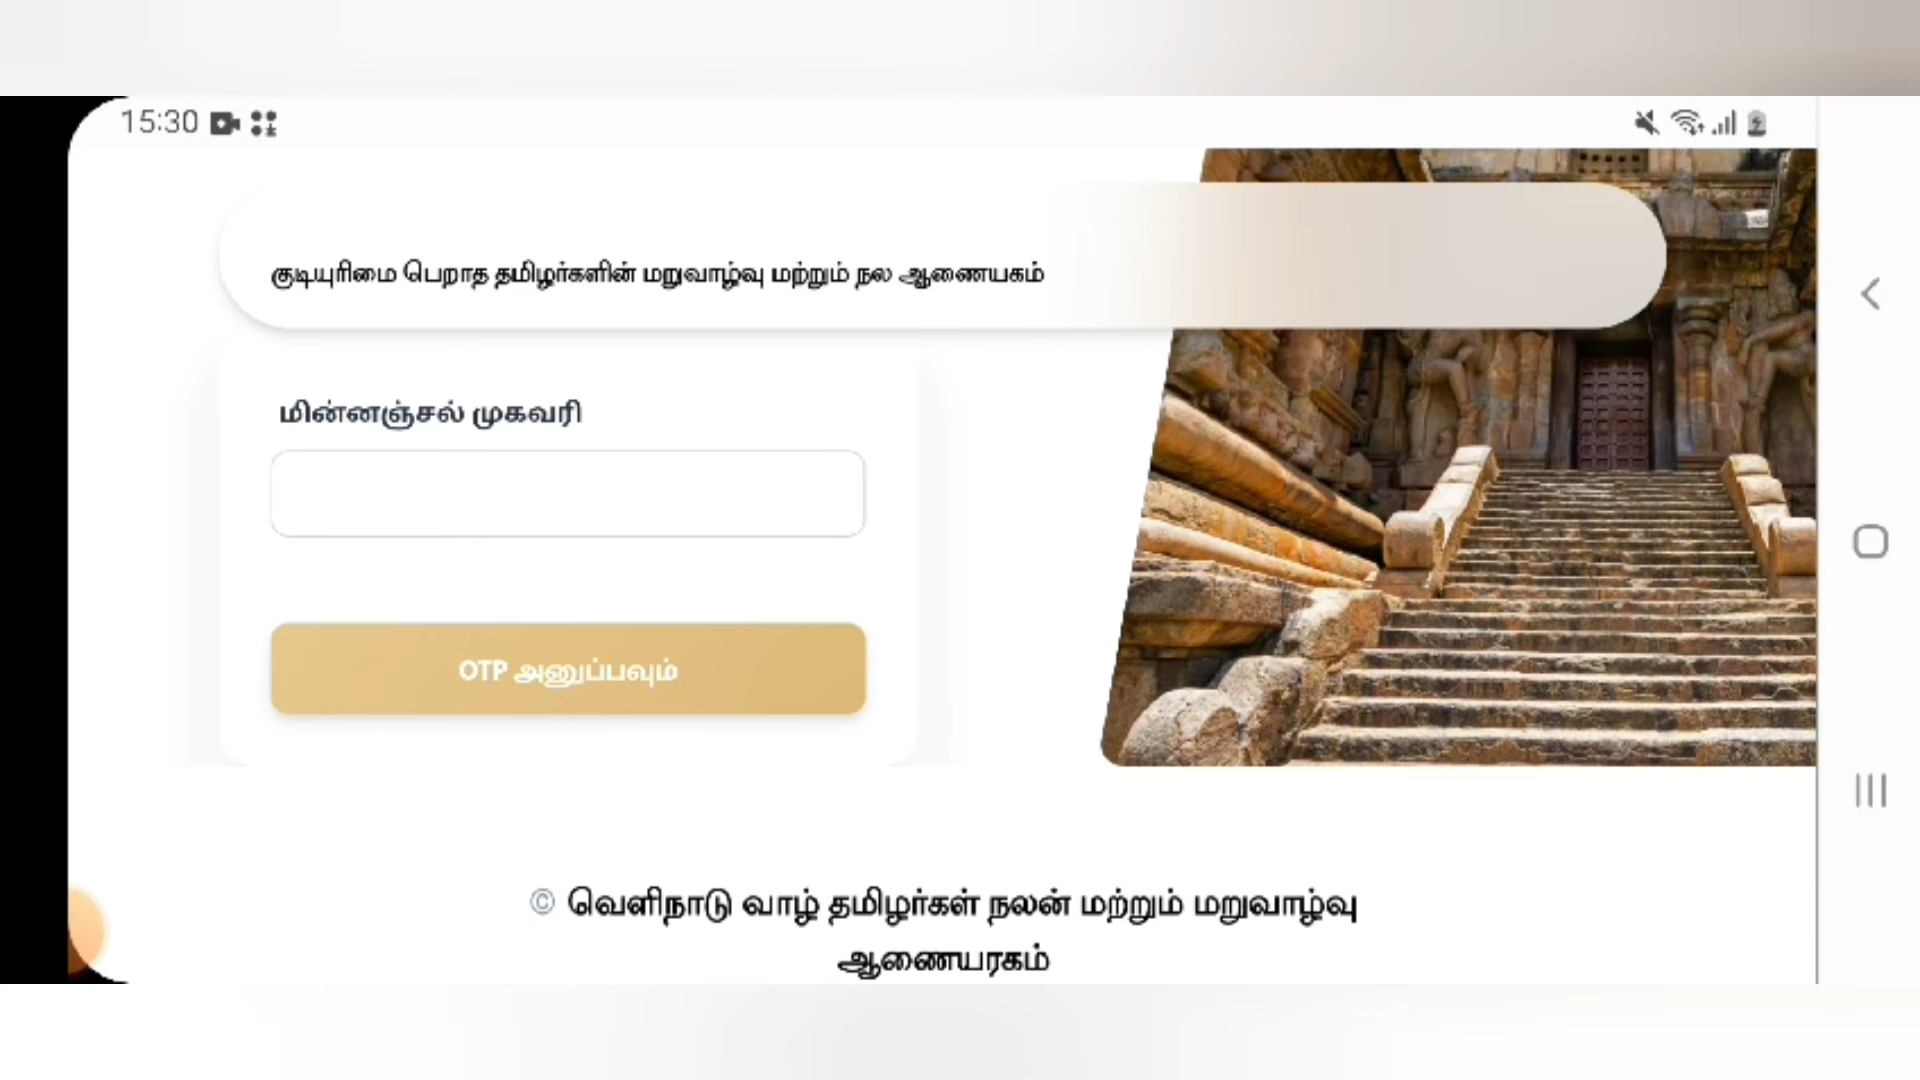 15:30
குடியுரிமை பெறாத தமிழர்களின் மறுவாழ்வு மற்றும் நல ஆணையகம்
மின்னஞ்சல் முகவரி
OTP அனுப்பவும்
© வெளிநாடு வாழ் தமிழர்கள் நலன் மற்றும் மறுவாழ்வு
ஆணையரகம்